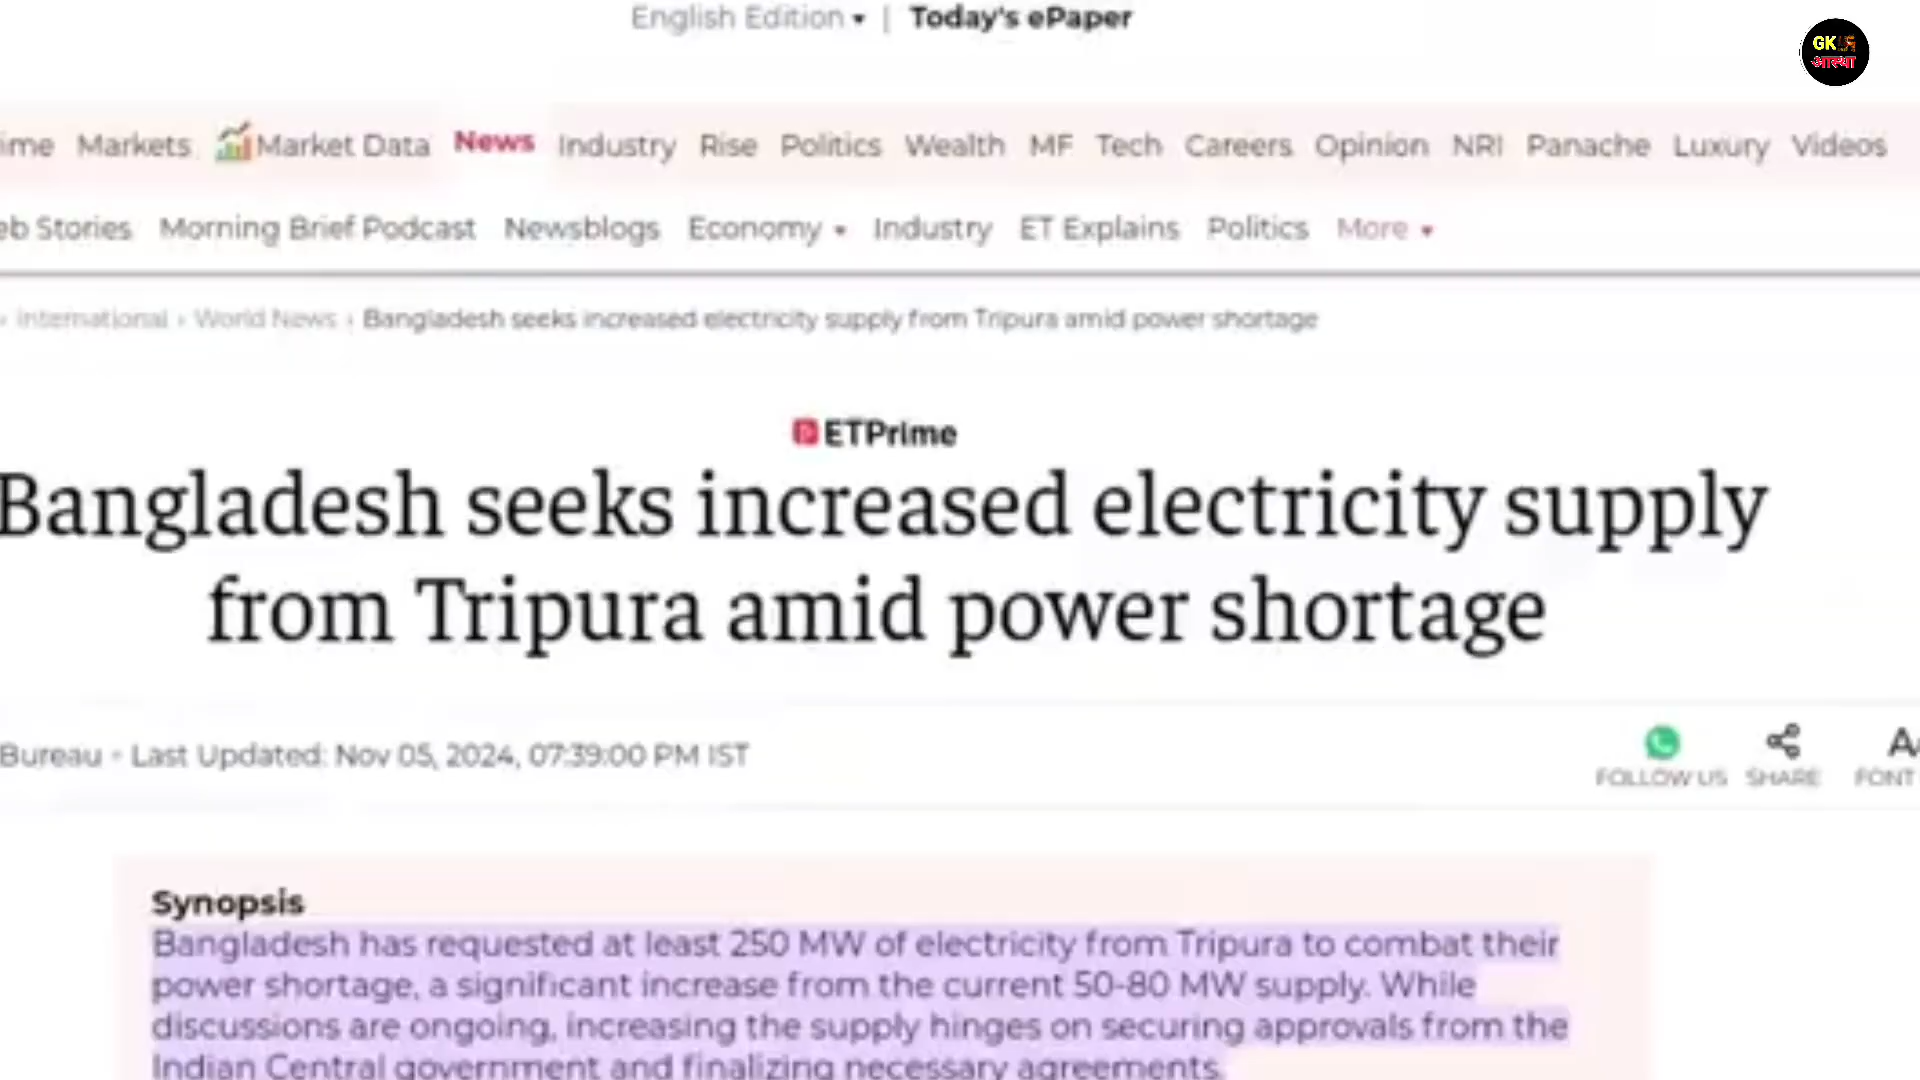 English Edition ▾ | Today's ePaper
GK卐
आस्था
ime Markets Market Data News Industry Rise Politics Wealth MF Tech Careers Opinion NRI Panache Luxury Videos
eb Stories Morning Brief Podcast Newsblogs Economy ▾ Industry ET Explains Politics More ▾
› International › World News › Bangladesh seeks increased electricity supply from Tripura amid power shortage
ETPrime
Bangladesh seeks increased electricity supply
from Tripura amid power shortage
Bureau • Last Updated: Nov 05, 2024, 07:39:00 PM IST
FOLLOW US SHARE FONT
Synopsis
Bangladesh has requested at least 250 MW of electricity from Tripura to combat their
power shortage, a significant increase from the current 50-80 MW supply. While
discussions are ongoing, increasing the supply hinges on securing approvals from the
Indian Central government and finalizing necessary agreements.